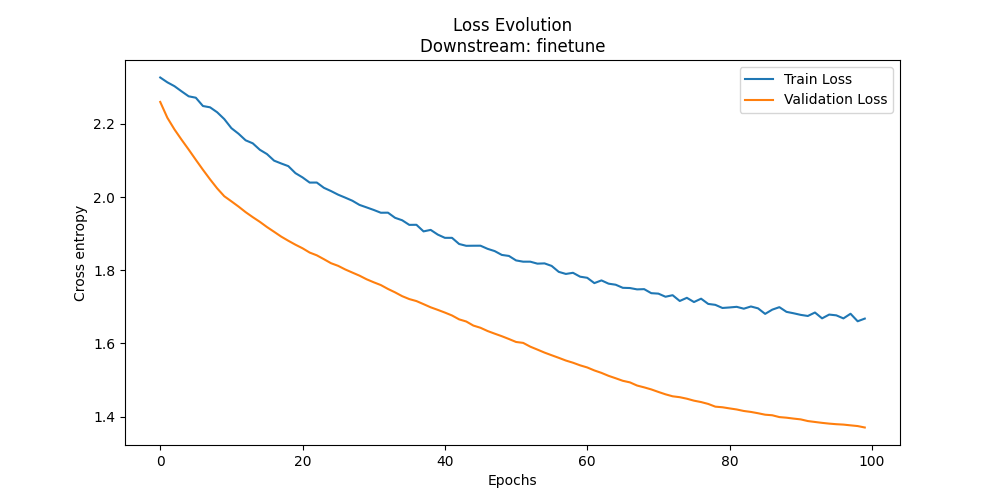 Loss Evolution
Downstream: finetune
Train Loss
Validation Loss
2.2
2.0
1.8
1.6
1.4
Cross entropy
0 20 40 60 80 100
Epochs